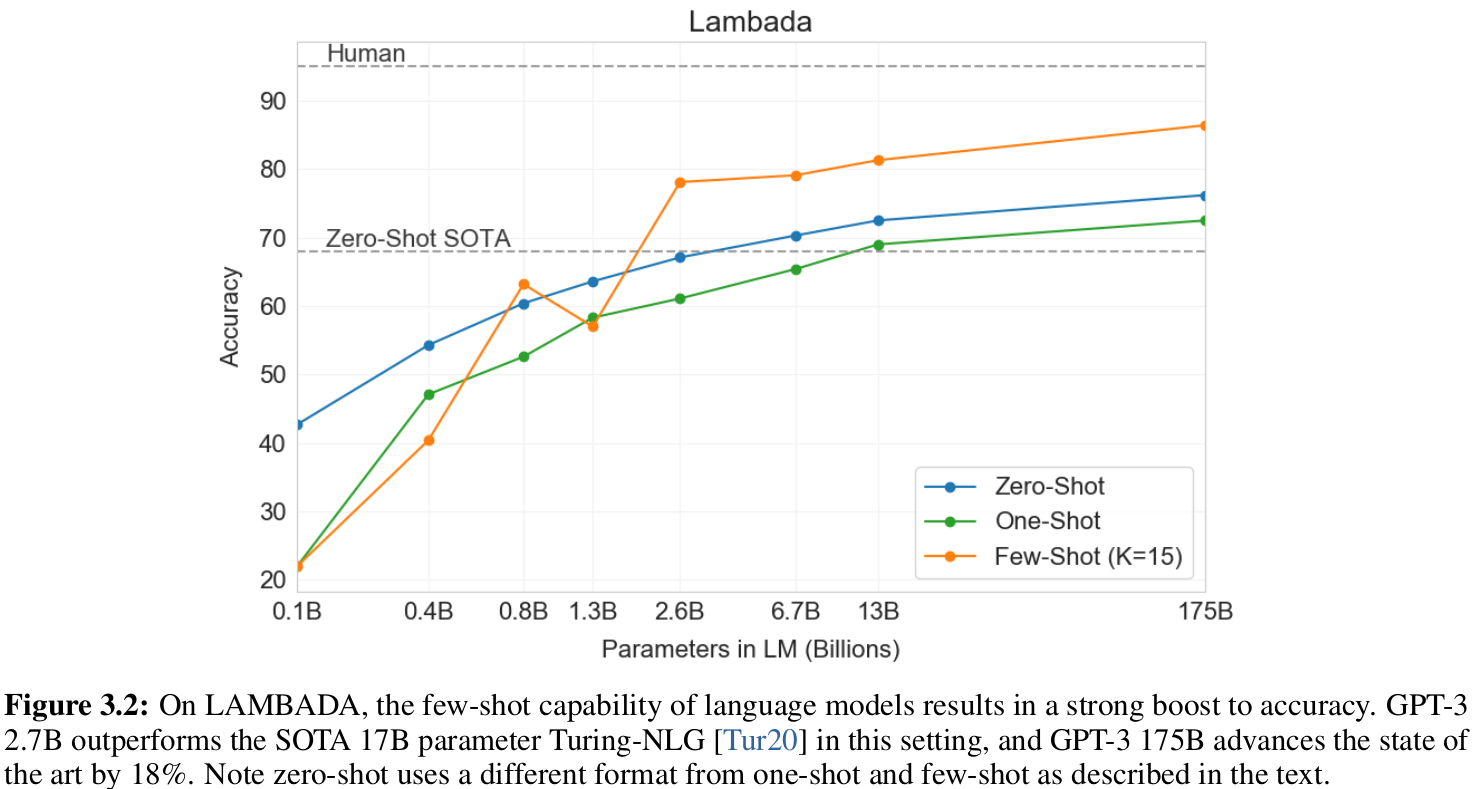 Lambada
Human
Zero-Shot SOTA
90
80
70
60
50
40
30
20
Accuracy
Zero-Shot
One-Shot
Few-Shot (K=15)
0.1B 0.4B 0.8B 1.3B 2.6B 6.7B 13B 175B
Parameters in LM (Billions)
Figure 3.2: On LAMBADA, the few-shot capability of language models results in a strong boost to accuracy. GPT-3
2.7B outperforms the SOTA 17B parameter Turing-NLG [Tur20] in this setting, and GPT-3 175B advances the state of
the art by 18%. Note zero-shot uses a different format from one-shot and few-shot as described in the text.